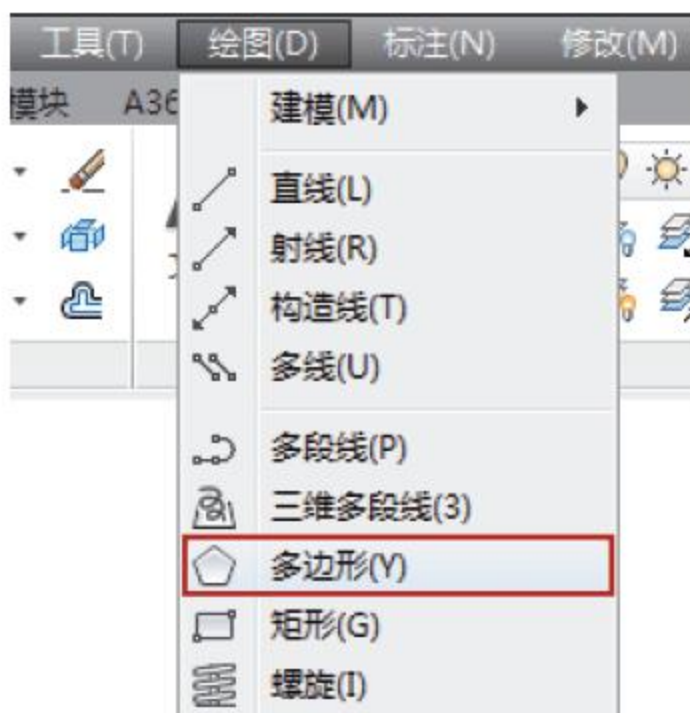 工具(T) 绘图(D) 标注(N) 修改(M)
模块 A36
建模(M)
直线(L)
射线(R)
构造线(T)
多线(U)
多段线(P)
三维多段线(3)
多边形(Y)
矩形(G)
螺旋(I)